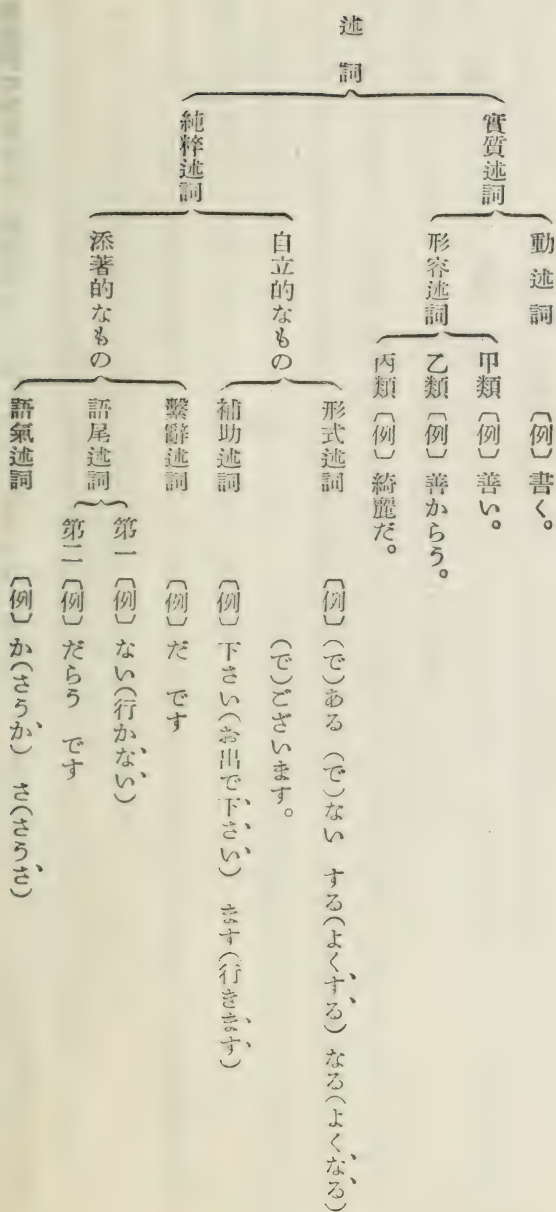 述詞
實質述詞
動述詞 〔例〕 書く。
形容述詞
甲類 〔例〕 善い。
乙類 〔例〕 善からう。
丙類 〔例〕 綺麗だ。
純粹述詞
自立的なもの
形式述詞 〔例〕 (で)ある (で)ない する(よくする) なる(よくなる)
(で)ございます。
補助述詞 〔例〕 下さい(お出で下さい) ます(行きます)
添著的なもの
繫辭述詞 〔例〕 だ です
語尾述詞
第一 〔例〕 ない(行かない)
第二 〔例〕 だらう です
語氣述詞 〔例〕 か(さうか) さ(さうさ)